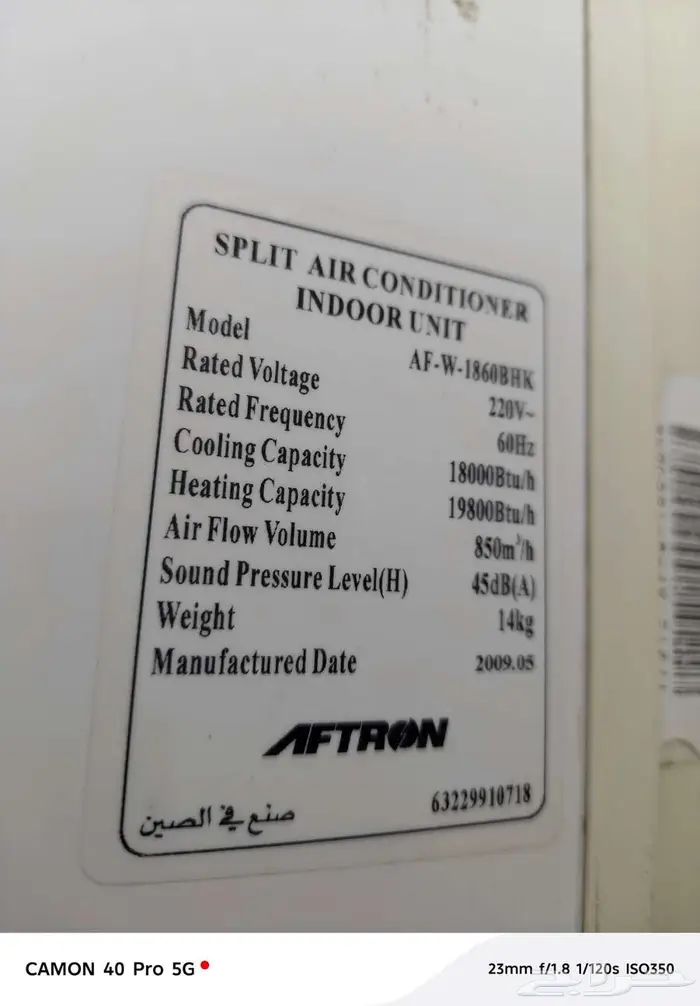 SPLIT AIR CONDITIONER
INDOOR UNIT
Model AF-W-1860BHK
Rated Voltage 220V~
Rated Frequency 60Hz
Cooling Capacity 18000Btu/h
Heating Capacity 19800Btu/h
Air Flow Volume 850m³/h
Sound Pressure Level(H) 45dB(A)
Weight 14kg
Manufactured Date 2009.05
AFTRON
صنع في الصين 63229910718
CAMON 40 Pro 5G 23mm f/1.8 1/120s ISO350
حراج